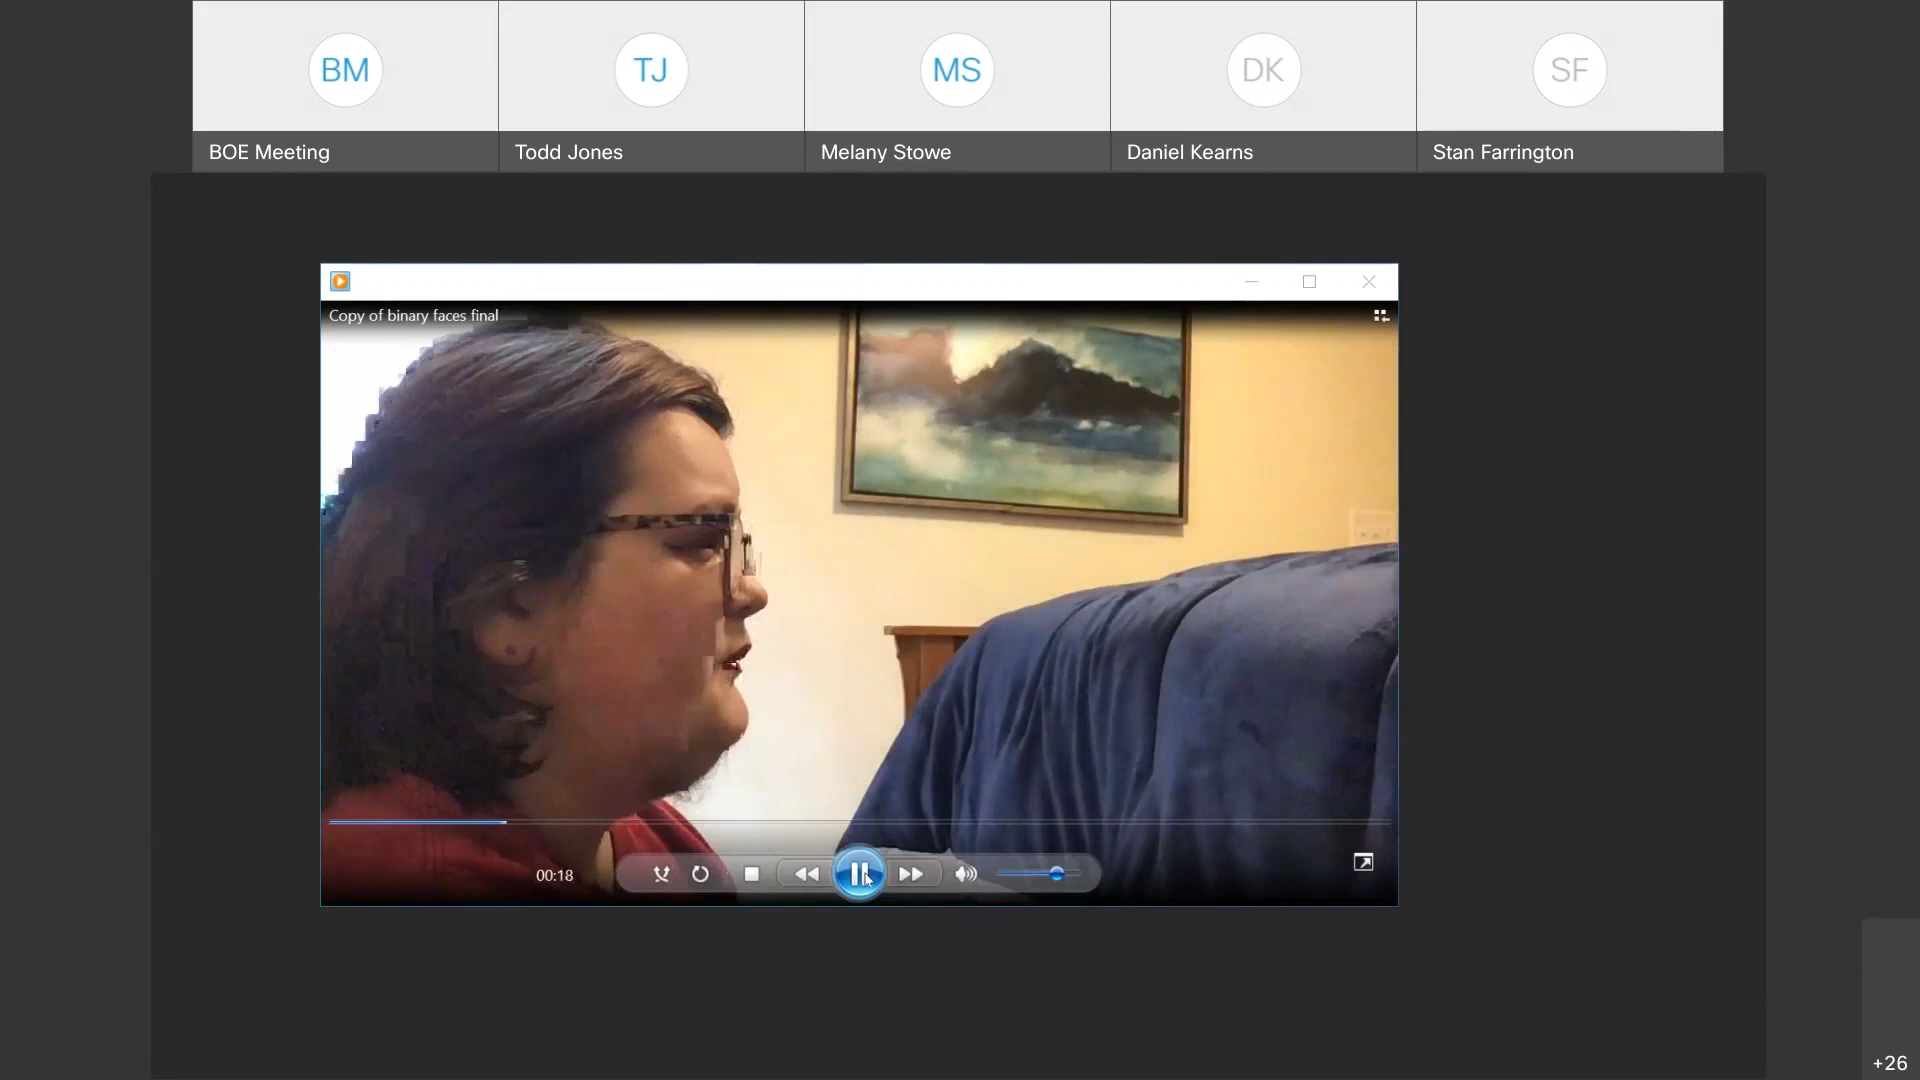 BM
TJ
MS
DK
SF
BOE Meeting
Todd Jones
Melany Stowe
Daniel Kearns
Stan Farrington
Copy of binary faces final
00:18
+26